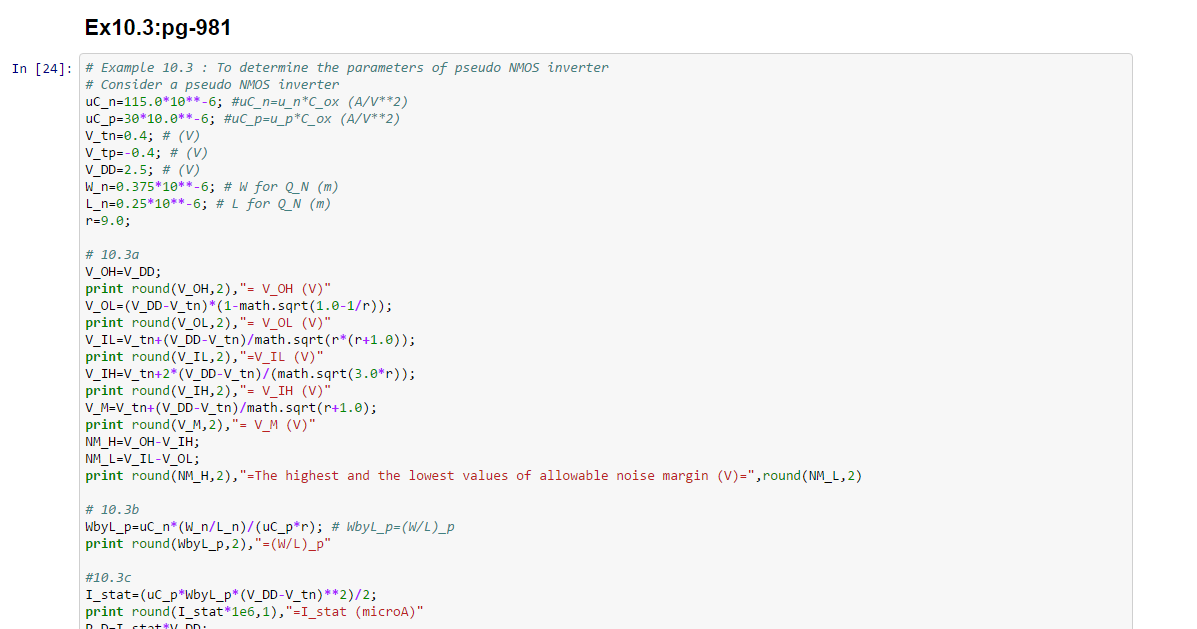 Ex10.3:pg-981
In [24]:
# Example 10.3 : To determine the parameters of pseudo NMOS inverter
# Consider a pseudo NMOS inverter
uC_n=115.0*10**-6; #uC_n=u_n*C_ox (A/V**2)
uC_p=30*10.0**-6; #uC_p=u_p*C_ox (A/V**2)
V_tn=0.4; # (V)
V_tp=-0.4; # (V)
V_DD=2.5; # (V)
W_n=0.375*10**-6; # W for Q_N (m)
L_n=0.25*10**-6; # L for Q_N (m)
r=9.0;
# 10.3a
V_OH=V_DD;
print round(V_OH,2),"= V_OH (V)"
V_OL=(V_DD-V_tn)*(1-math.sqrt(1.0-1/r));
print round(V_OL,2),"= V_OL (V)"
V_IL=V_tn+(V_DD-V_tn)/math.sqrt(r*(r+1.0));
print round(V_IL,2),"=V_IL (V)"
V_IH=V_tn+2*(V_DD-V_tn)/(math.sqrt(3.0*r));
print round(V_IH,2),"= V_IH (V)"
V_M=V_tn+(V_DD-V_tn)/math.sqrt(r+1.0);
print round(V_M,2),"= V_M (V)"
NM_H=V_OH-V_IH;
NM_L=V_IL-V_OL;
print round(NM_H,2),"=The highest and the lowest values of allowable noise margin (V)=",round(NM_L,2)
# 10.3b
WbyL_p=uC_n*(W_n/L_n)/(uC_p*r); # WbyL_p=(W/L)_p
print round(WbyL_p,2),"=(W/L)_p"
#10.3c
I_stat=(uC_p*WbyL_p*(V_DD-V_tn)**2)/2;
print round(I_stat*1e6,1),"=I_stat (microA)"
P_D=I_stat*V_DD;